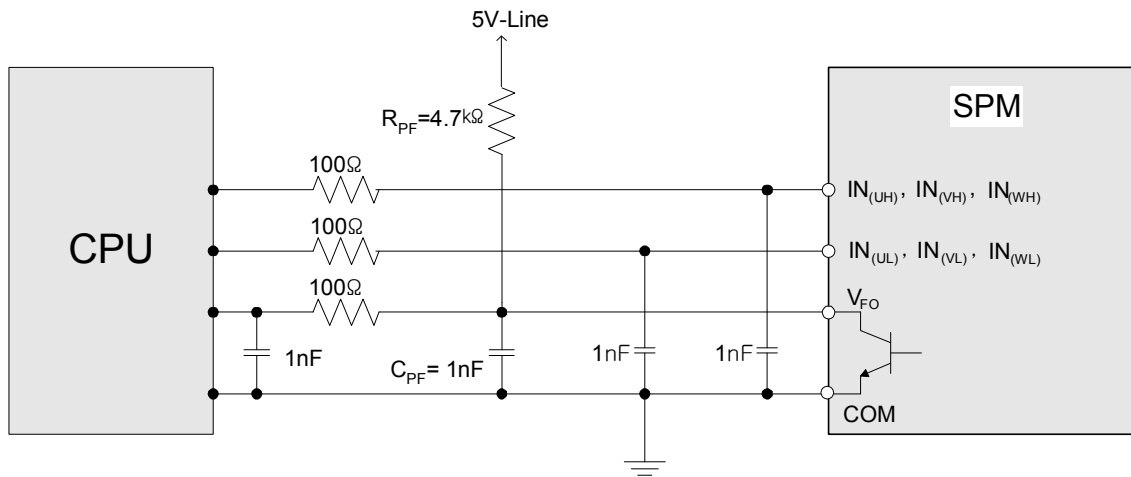 5V-Line
SPM
R_PF=4.7kΩ
100Ω
IN_(UH), IN_(VH), IN_(WH)
CPU
100Ω
IN_(UL), IN_(VL), IN_(WL)
100Ω
V_FO
1nF
C_PF= 1nF
1nF
1nF
COM